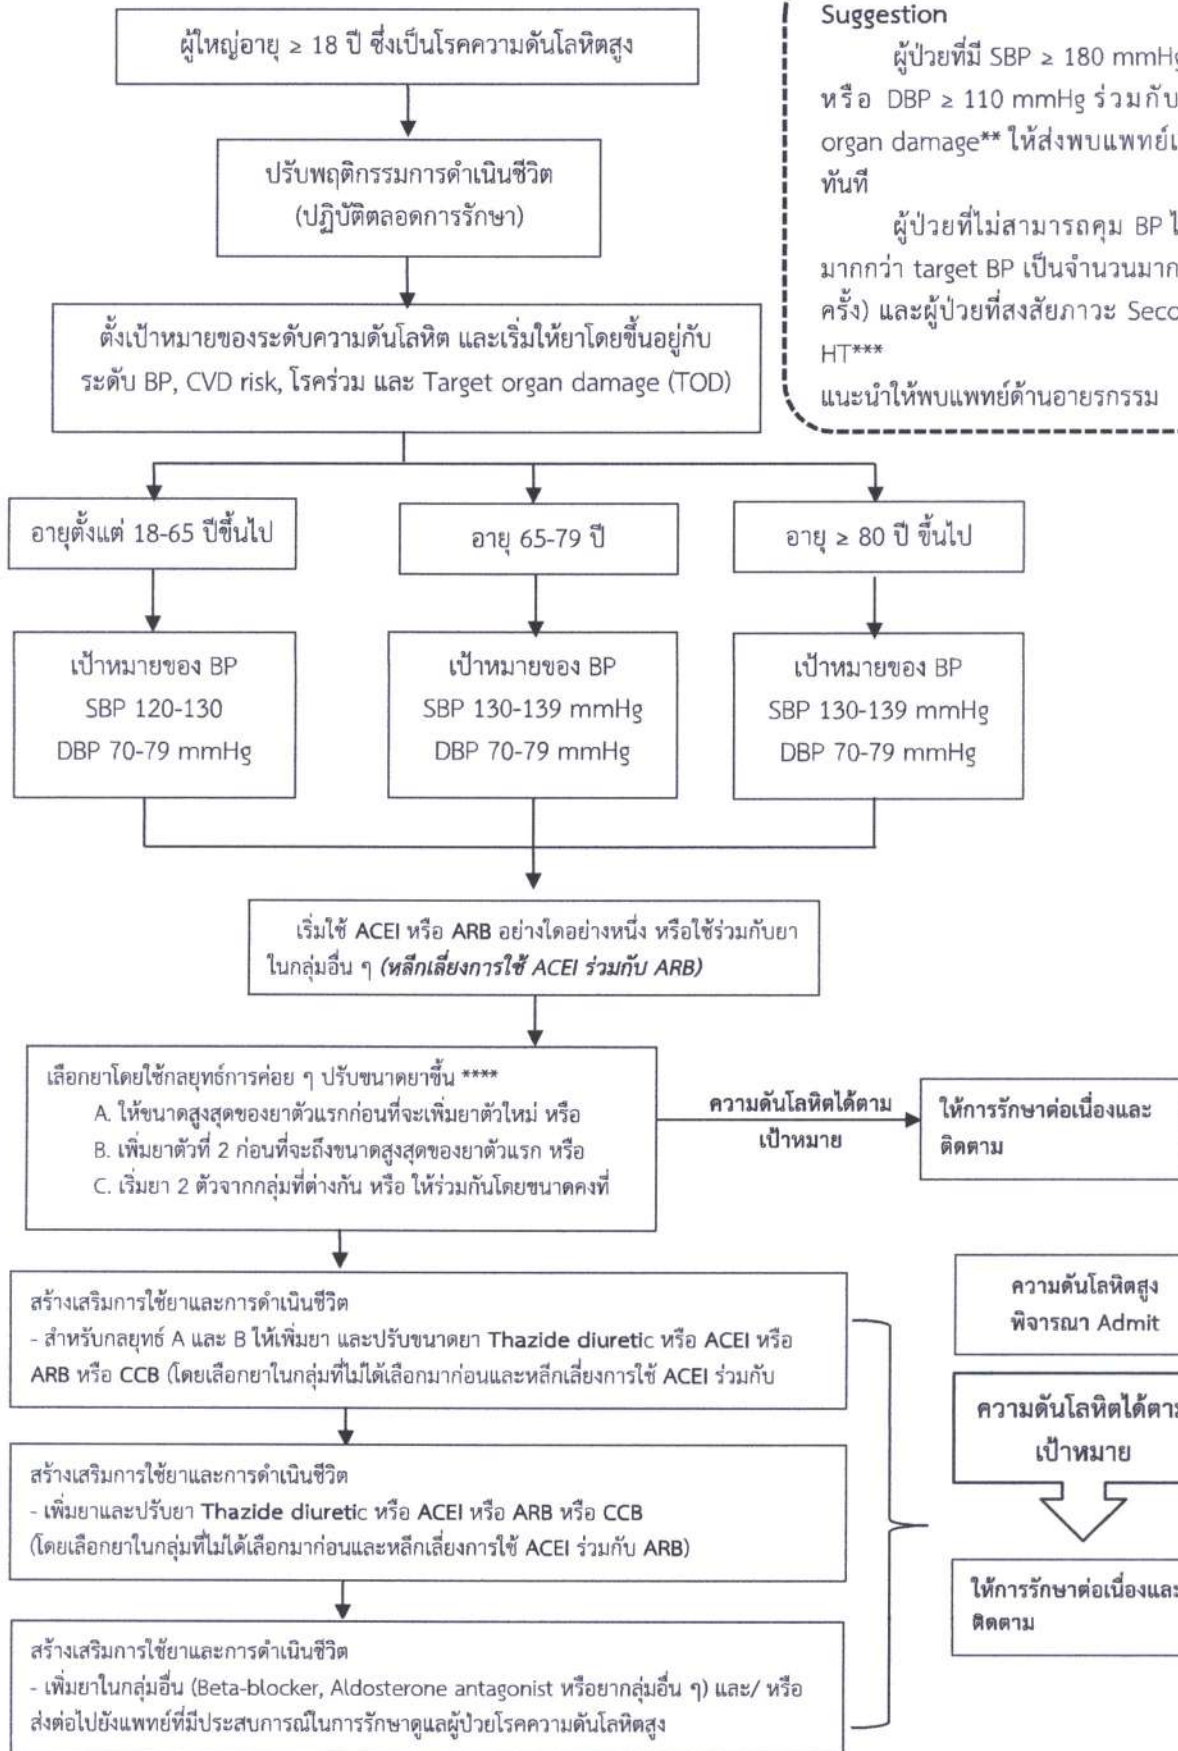 ผู้ใหญ่อายุ ≥ 18 ปี ซึ่งเป็นโรคความดันโลหิตสูง
ปรับพฤติกรรมการดำเนินชีวิต
(ปฏิบัติตลอดการรักษา)
ตั้งเป้าหมายของระดับความดันโลหิต และเริ่มให้ยาโดยขึ้นอยู่กับ
ระดับ BP, CVD risk, โรคร่วม และ Target organ damage (TOD)
Suggestion
ผู้ป่วยที่มี SBP ≥ 180 mmHg
หรือ DBP ≥ 110 mmHg ร่วมกับ
organ damage** ให้ส่งพบแพทย์
ทันที
ผู้ป่วยที่ไม่สามารถคุม BP
มากกว่า target BP เป็นจำนวนมาก
ครั้ง) และผู้ป่วยที่สงสัยภาวะ
HT***
แนะนำให้พบแพทย์ด้านอายรกรรม
อายุตั้งแต่ 18-65 ปีขึ้นไป
อายุ 65-79 ปี
อายุ ≥ 80 ปี ขึ้นไป
เป้าหมายของ BP
SBP 120-130
DBP 70-79 mmHg
เป้าหมายของ BP
SBP 130-139 mmHg
DBP 70-79 mmHg
เป้าหมายของ BP
SBP 130-139 mmHg
DBP 70-79 mmHg
เริ่มใช้ ACEI หรือ ARB อย่างใดอย่างหนึ่ง หรือใช้ร่วมกับยา
ในกลุ่มอื่น ๆ (หลีกเลี่ยงการใช้ ACEI ร่วมกับ ARB)
เลือกยาโดยใช้กลยุทธ์การค่อย ๆ ปรับขนาดยาขึ้น ****
A. ให้ขนาดสูงสุดของยาตัวแรกก่อนที่จะเพิ่มยาตัวใหม่ หรือ
B. เพิ่มยาตัวที่ 2 ก่อนที่จะถึงขนาดสูงสุดของยาตัวแรก หรือ
C. เริ่มยา 2 ตัวจากกลุ่มที่ต่างกัน หรือ ให้ร่วมกันโดยขนาดคงที่
ความดันโลหิตได้ตาม
เป้าหมาย
ให้การรักษาต่อเนื่องและ
ติดตาม
สร้างเสริมการใช้ยาและการดำเนินชีวิต
- สำหรับกลยุทธ์ A และ B ให้เพิ่มยา และปรับขนาดยา Thazide diuretic หรือ ACEI หรือ
ARB หรือ CCB (โดยเลือกยาในกลุ่มที่ไม่ได้เลือกมาก่อนและหลีกเลี่ยงการใช้ ACEI ร่วมกับ
สร้างเสริมการใช้ยาและการดำเนินชีวิต
- เพิ่มยาและปรับยา Thazide diuretic หรือ ACEI หรือ ARB หรือ CCB
(โดยเลือกยาในกลุ่มที่ไม่ได้เลือกมาก่อนและหลีกเลี่ยงการใช้ ACEI ร่วมกับ ARB)
สร้างเสริมการใช้ยาและการดำเนินชีวิต
- เพิ่มยาในกลุ่มอื่น (Beta-blocker, Aldosterone antagonist หรือยากลุ่มอื่น ๆ) และ/ หรือ
ส่งต่อไปยังแพทย์ที่มีประสบการณ์ในการรักษาดูแลผู้ป่วยโรคความดันโลหิตสูง
ความดันโลหิตสูง
พิจารณา Admit
ความดันโลหิตได้ตาม
เป้าหมาย
ให้การรักษาต่อเนื่องและ
ติดตาม